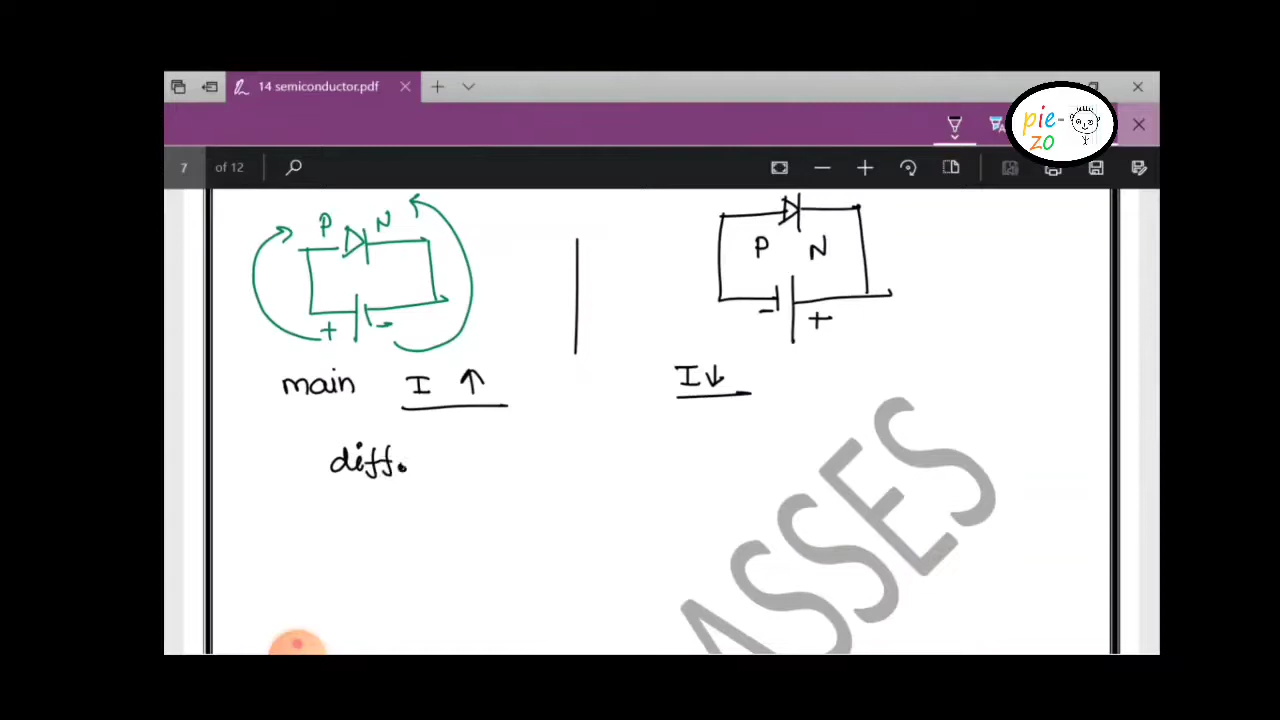 14 semiconductor.pdf
pie-
zo
7 of 12
P N
+ -
P N
- +
main I ↑
I↓
diff.
ASSES